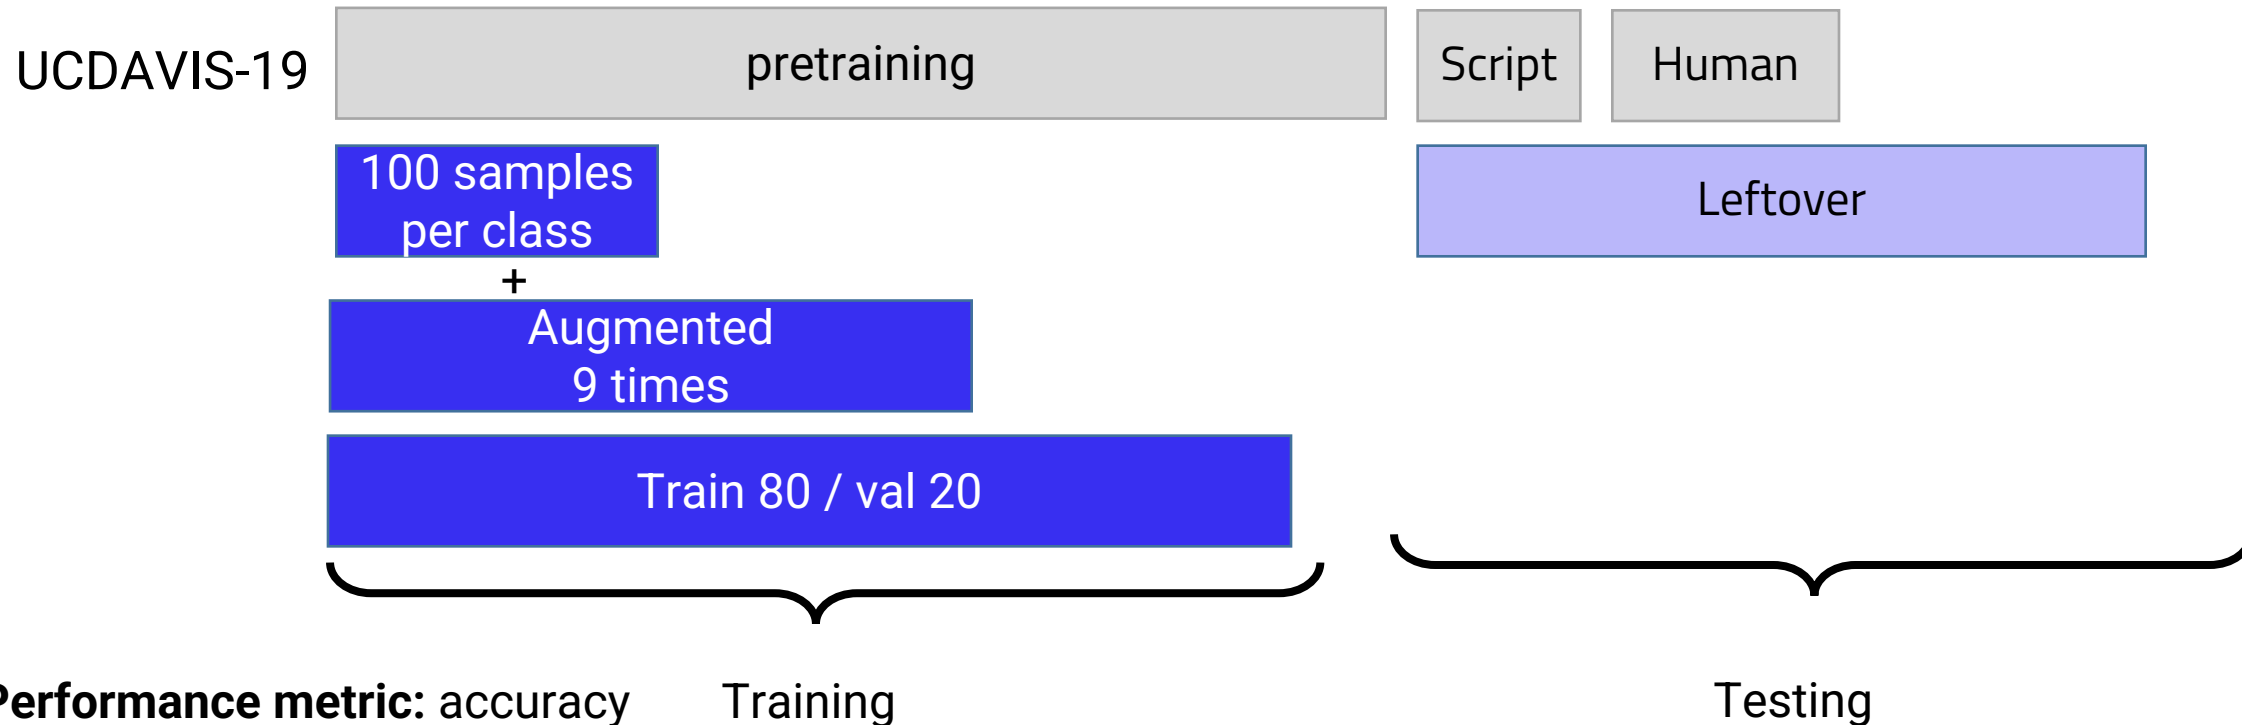 UCDAVIS-19
pretraining
Script
Human
100 samples
per class
Leftover
+
Augmented
9 times
Train 80 / val 20
Performance metric: accuracy
Training
Testing